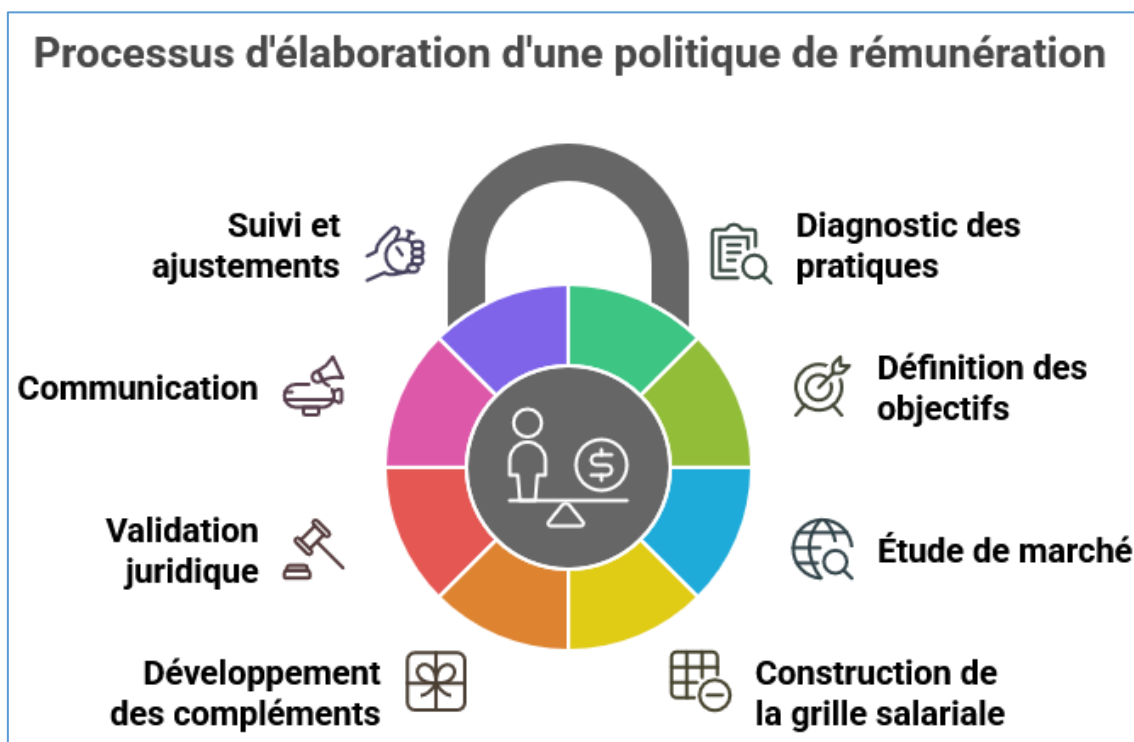 Processus d'élaboration d'une politique de rémunération
Diagnostic des
pratiques
Définition des
objectifs
Étude de marché
Construction de
la grille salariale
Développement
des compléments
Validation
juridique
Communication
Suivi et
ajustements
$